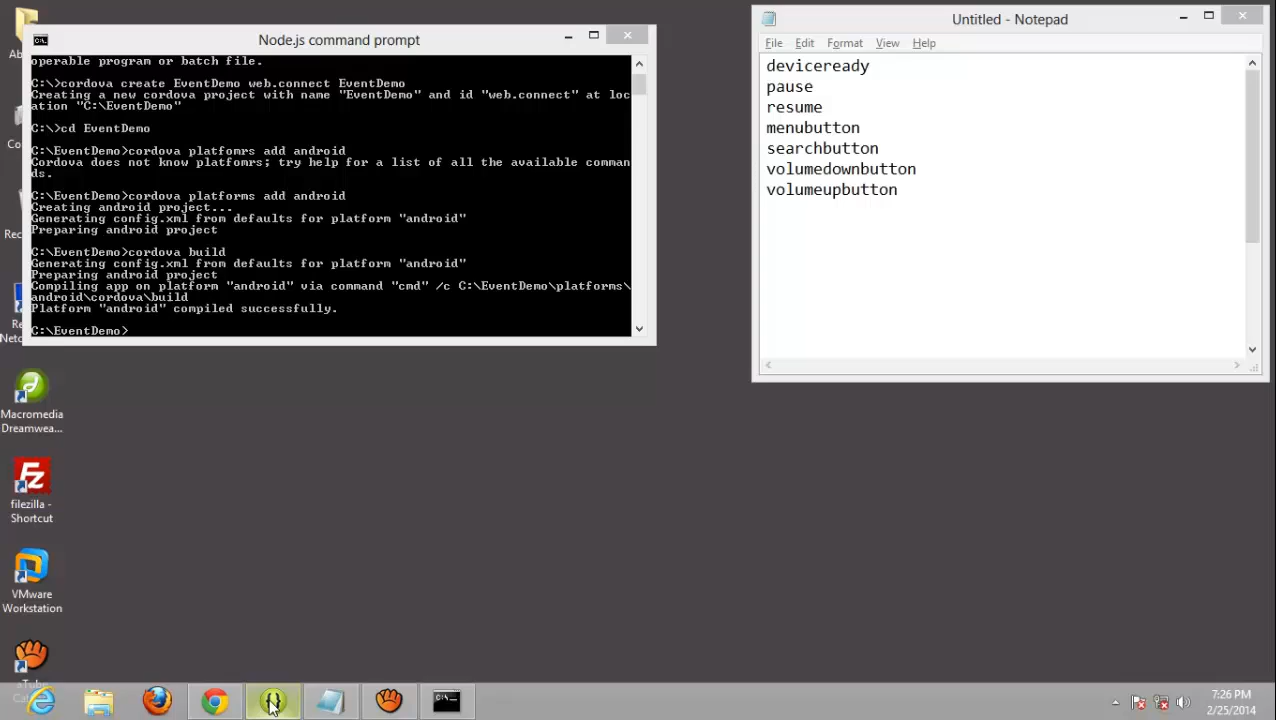 Node.js command prompt
operable program or batch file.
C:\>cordova create EventDemo web.connect EventDemo
Creating a new cordova project with name "EventDemo" and id "web.connect" at loc
ation "C:\EventDemo"
C:\>cd EventDemo
C:\EventDemo>cordova platfomrs add android
Cordova does not know platfomrs; try help for a list of all the available comman
ds.
C:\EventDemo>cordova platforms add android
Creating android project...
Generating config.xml from defaults for platform "android"
Preparing android project
C:\EventDemo>cordova build
Generating config.xml from defaults for platform "android"
Preparing android project
Compiling app on platform "android" via command "cmd" /c C:\EventDemo\platforms\
android\cordova\build
Platform "android" compiled successfully.
C:\EventDemo>
Untitled - Notepad
File Edit Format View Help
deviceready
pause
resume
menubutton
searchbutton
volumedownbutton
volumeupbutton
Macromedia
Dreamwea...
filezilla -
Shortcut
VMware
Workstation
7:26 PM
2/25/2014